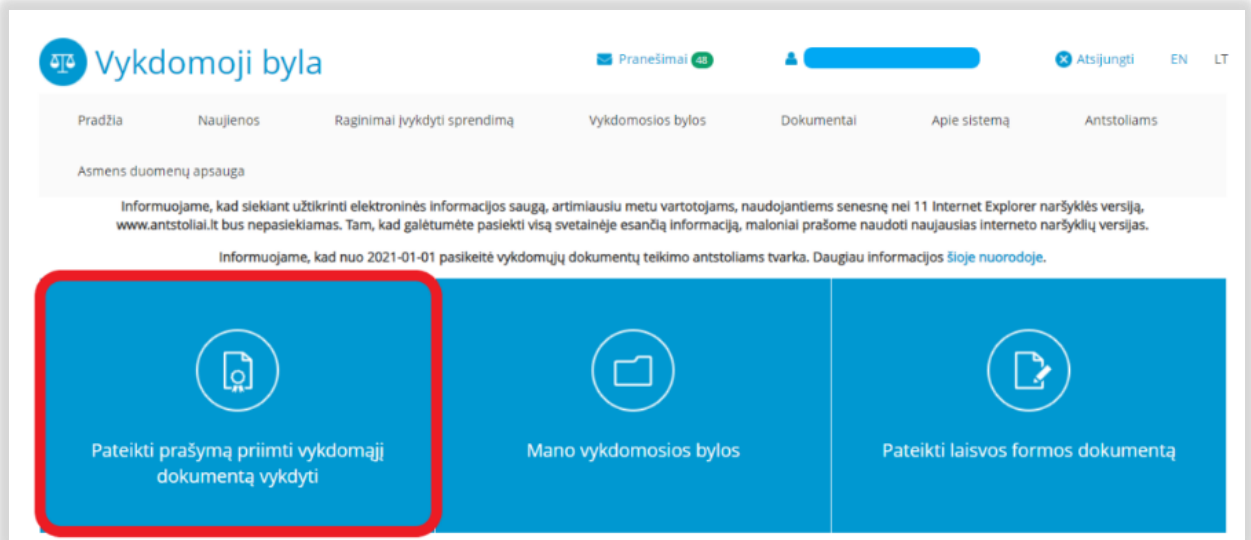 Vykdomoji byla
Pranešimai 48
Atsijungti
EN
LT
Pradžia
Naujienos
Raginimai įvykdyti sprendimą
Vykdomosios bylos
Dokumentai
Apie sistemą
Antstoliams
Asmens duomenų apsauga
Informuojame, kad siekiant užtikrinti elektroninės informacijos saugą, artimiausiu metu vartotojams, naudojantiems senesnę nei 11 Internet Explorer naršyklės versiją,
www.antstoliai.lt bus nepasiekiamas. Tam, kad galėtumėte pasiekti visą svetainėje esančią informaciją, maloniai prašome naudoti naujausias interneto naršyklių versijas.
Informuojame, kad nuo 2021-01-01 pasikeitė vykdomųjų dokumentų teikimo antstoliams tvarka. Daugiau informacijos šioje nuorodoje.
Pateikti prašymą priimti vykdomąjį
dokumentą vykdyti
Mano vykdomosios bylos
Pateikti laisvos formos dokumentą